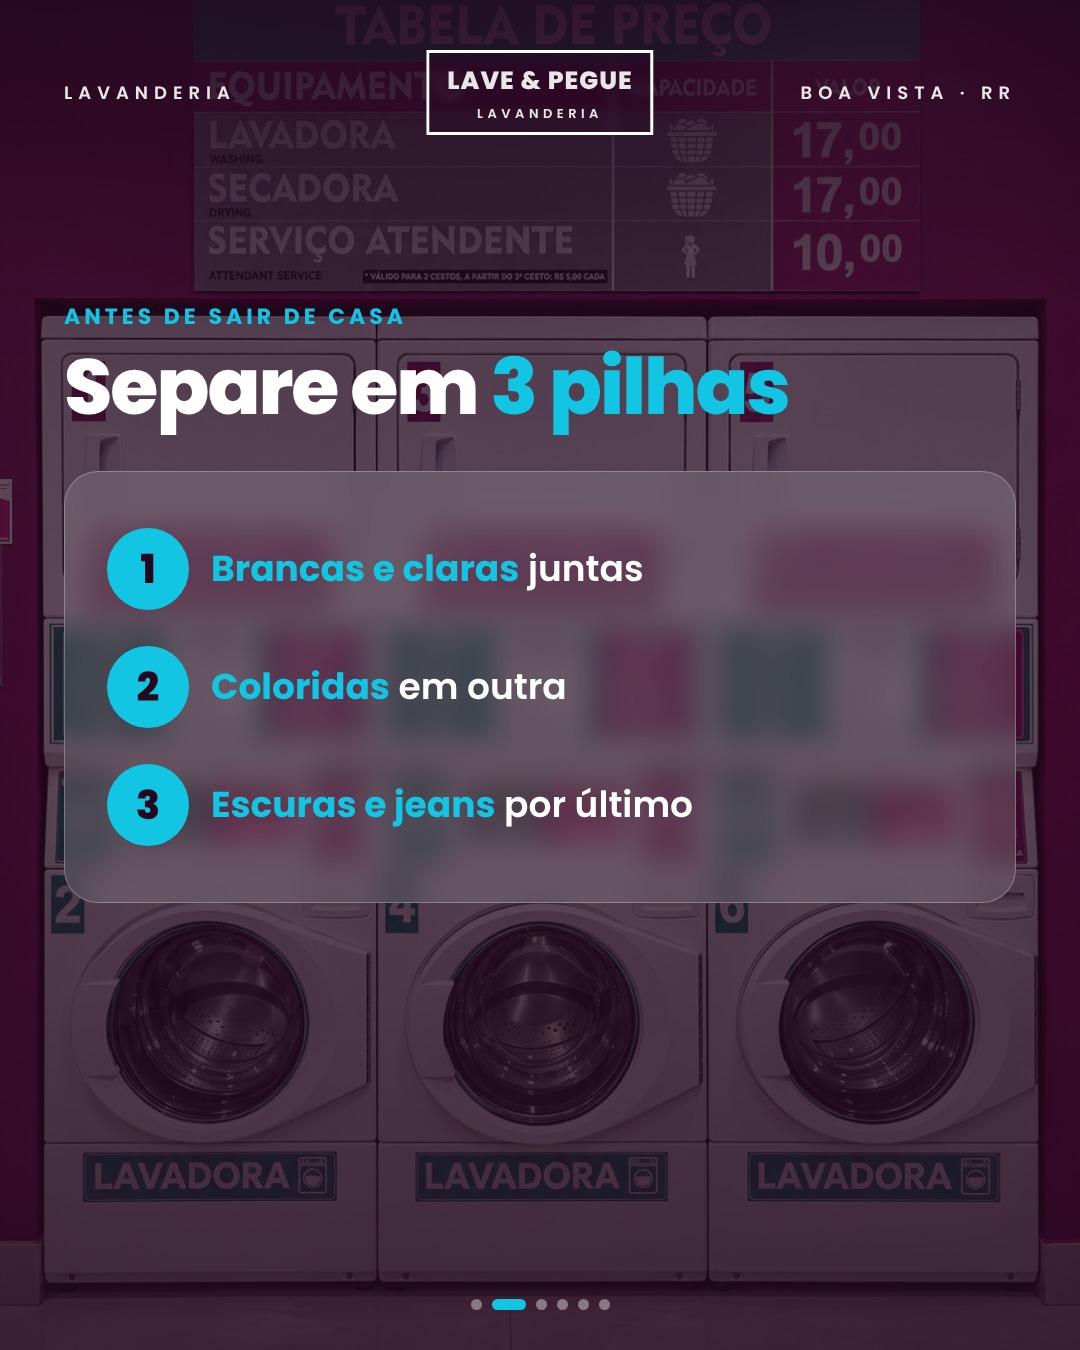 TABELA DE PREÇO
LAVANDERIA
LAVE & PEGUE
LAVANDERIA
BOA VISTA · RR
CAPACIDADE
VALOR
LAVADORA
WASHING
17,00
SECADORA
DRYING
17,00
SERVIÇO ATENDENTE
ATTENDANT SERVICE
* VÁLIDO PARA 2 CESTOS, A PARTIR DO 3º CESTO: R$ 5,00 CADA
10,00
ANTES DE SAIR DE CASA
Separe em 3 pilhas
1 Brancas e claras juntas
2 Coloridas em outra
3 Escuras e jeans por último
2
4
6
LAVADORA
LAVADORA
LAVADORA